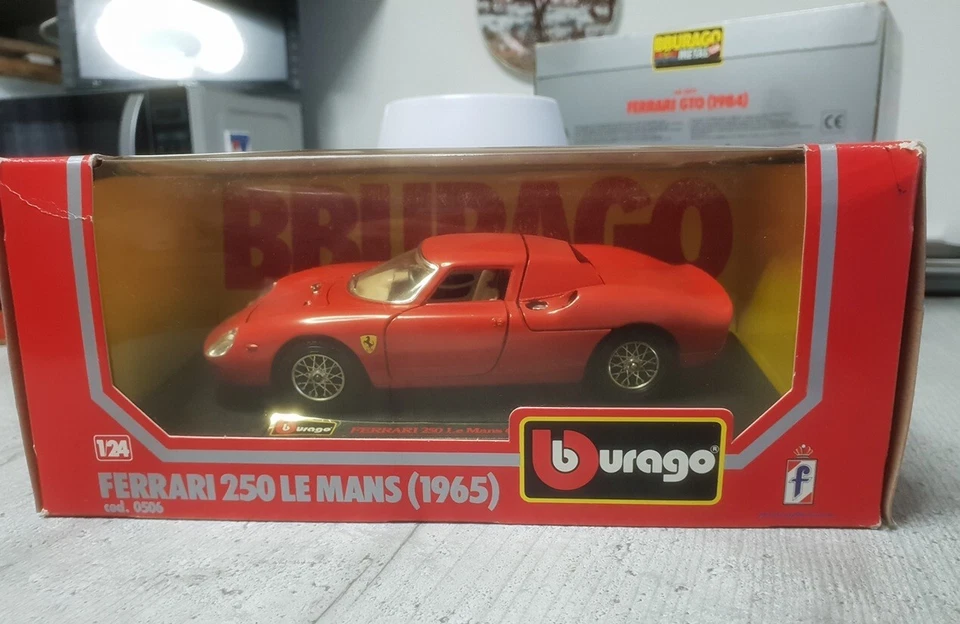 BBURAGO
FERRARI GTO (1984)
CE
BBURAGO
burago
FERRARI 250 Le Mans
1/24
FERRARI 250 LE MANS (1965)
cod. 0506
burago®
f